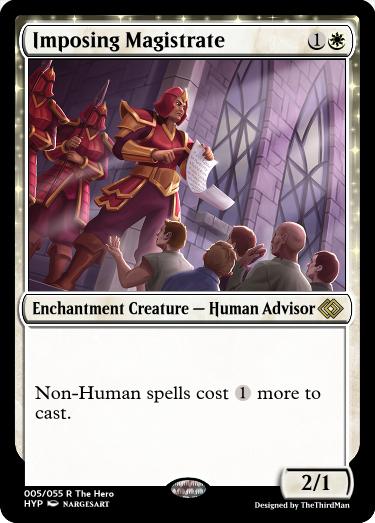 Imposing Magistrate 1
Enchantment Creature — Human Advisor
Non-Human spells cost 1 more to
cast.
2/1
005/055 R The Hero
HYP NARGESART
Designed by TheThirdMan